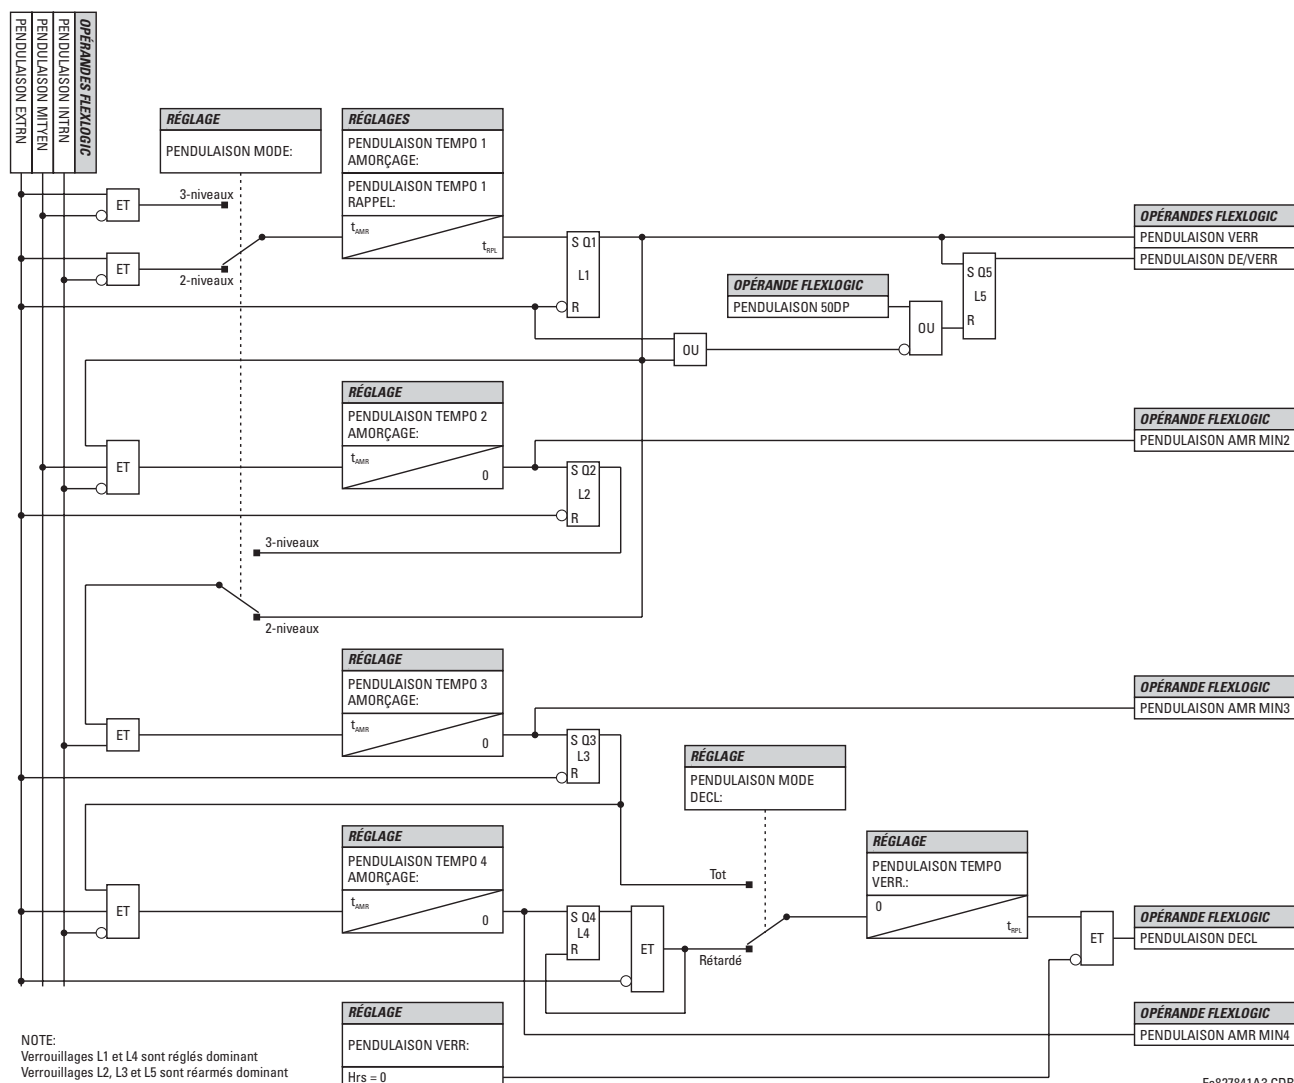 OPÉRANDES FLEXLOGIC
PENDULAISON INTRN
PENDULAISON MITYEN
PENDULAISON EXTRN
RÉGLAGE
PENDULAISON MODE:
RÉGLAGES
PENDULAISON TEMPO 1
AMORÇAGE:
PENDULAISON TEMPO 1
RAPPEL:
tAMR
tRPL
ET
3-niveaux
ET
2-niveaux
S Q1
L1
R
OPÉRANDES FLEXLOGIC
PENDULAISON VERR
PENDULAISON DE/VERR
OPÉRANDE FLEXLOGIC
PENDULAISON 50DP
OU
OU
S Q5
L5
R
RÉGLAGE
PENDULAISON TEMPO 2
AMORÇAGE:
tAMR
0
ET
S Q2
L2
R
OPÉRANDE FLEXLOGIC
PENDULAISON AMR MIN2
3-niveaux
2-niveaux
RÉGLAGE
PENDULAISON TEMPO 3
AMORÇAGE:
tAMR
0
ET
S Q3
L3
R
OPÉRANDE FLEXLOGIC
PENDULAISON AMR MIN3
RÉGLAGE
PENDULAISON MODE
DECL:
RÉGLAGE
PENDULAISON TEMPO 4
AMORÇAGE:
tAMR
0
ET
S Q4
L4
R
ET
Tot
Rétardé
RÉGLAGE
PENDULAISON TEMPO
VERR.:
0
tRPL
ET
OPÉRANDE FLEXLOGIC
PENDULAISON DECL
RÉGLAGE
PENDULAISON VERR:
Hrs = 0
OPÉRANDE FLEXLOGIC
PENDULAISON AMR MIN4
NOTE:
Verrouillages L1 et L4 sont réglés dominant
Verrouillages L2, L3 et L5 sont réarmés dominant